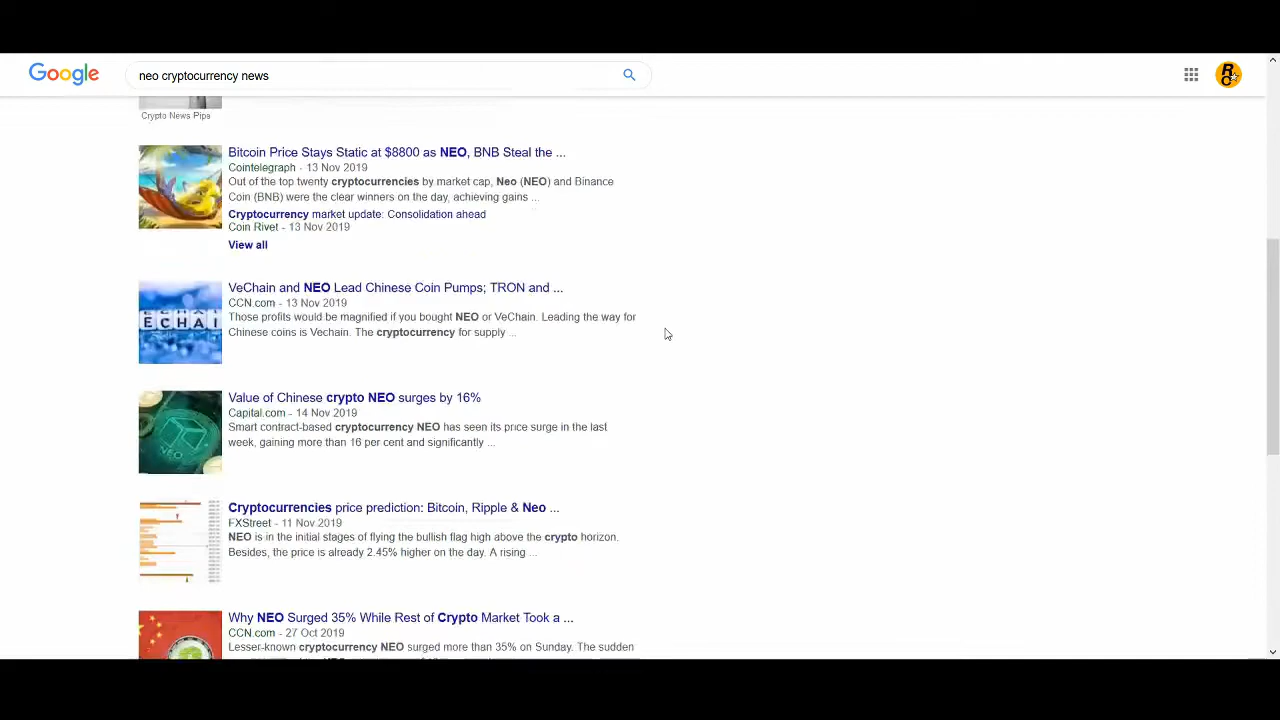 Google
neo cryptocurrency news
Crypto News Pipa
Bitcoin Price Stays Static at $8800 as NEO, BNB Steal the ...
Cointelegraph - 13 Nov 2019
Out of the top twenty cryptocurrencies by market cap, Neo (NEO) and Binance
Coin (BNB) were the clear winners on the day, achieving gains ...
Cryptocurrency market update: Consolidation ahead
Coin Rivet - 13 Nov 2019
View all
VeChain and NEO Lead Chinese Coin Pumps; TRON and ...
CCN.com - 13 Nov 2019
Those profits would be magnified if you bought NEO or VeChain. Leading the way for
Chinese coins is Vechain. The cryptocurrency for supply ...
ECHAI
Value of Chinese crypto NEO surges by 16%
Capital.com - 14 Nov 2019
Smart contract-based cryptocurrency NEO has seen its price surge in the last
week, gaining more than 16 per cent and significantly ...
NEO
Cryptocurrencies price prediction: Bitcoin, Ripple & Neo ...
FXStreet - 11 Nov 2019
NEO is in the initial stages of flying the bullish flag high above the crypto horizon.
Besides, the price is already 2.45% higher on the day. A rising ...
Why NEO Surged 35% While Rest of Crypto Market Took a ...
CCN.com - 27 Oct 2019
Lesser-known cryptocurrency NEO surged more than 35% on Sunday. The sudden